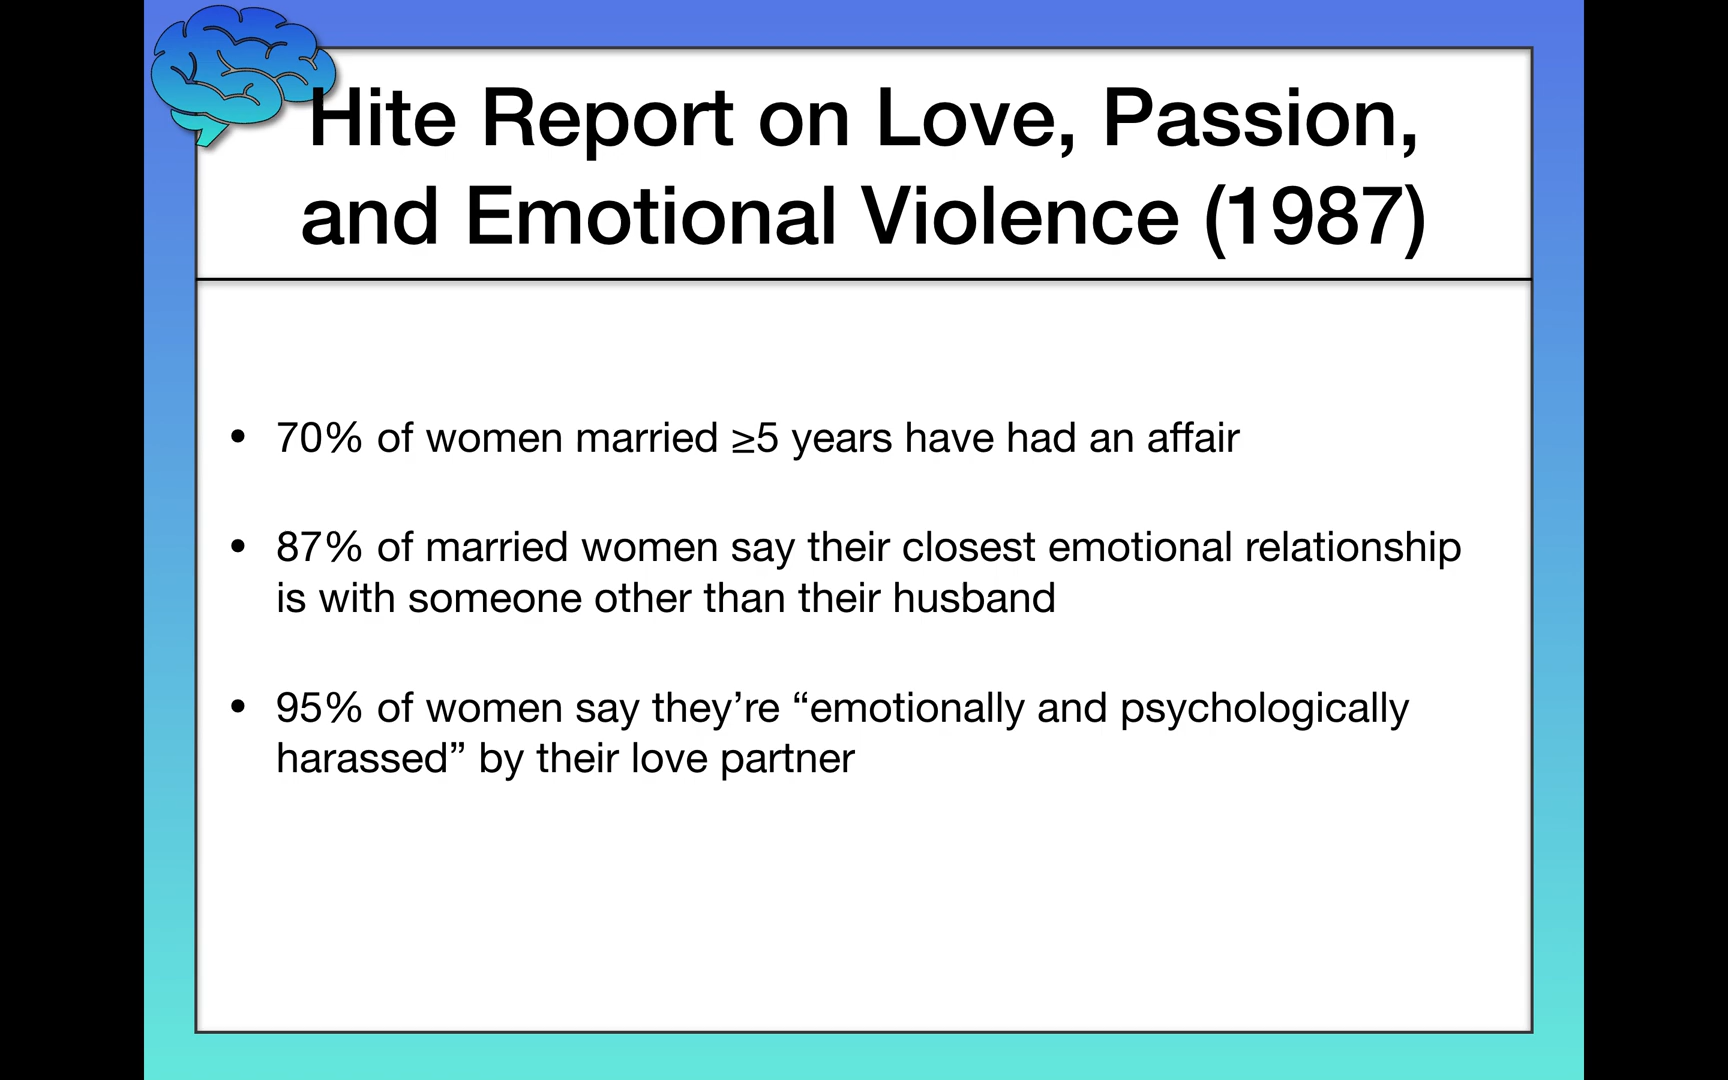 Hite Report on Love, Passion,
and Emotional Violence (1987)
• 70% of women married ≥5 years have had an affair
• 87% of married women say their closest emotional relationship
is with someone other than their husband
• 95% of women say they’re “emotionally and psychologically
harassed” by their love partner